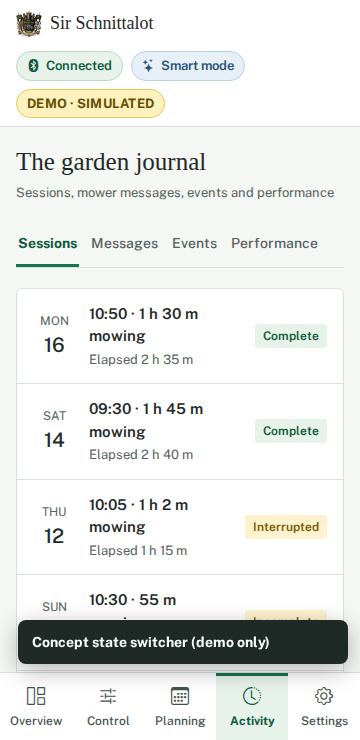 Sir Schnittalot
Connected
Smart mode
DEMO · SIMULATED
The garden journal
Sessions, mower messages, events and performance
Sessions
Messages
Events
Performance
MON
16
10:50 · 1 h 30 m
mowing
Elapsed 2 h 35 m
Complete
SAT
14
09:30 · 1 h 45 m
mowing
Elapsed 2 h 40 m
Complete
THU
12
10:05 · 1 h 2 m
mowing
Elapsed 1 h 15 m
Interrupted
SUN
10:30 · 55 m
Concept state switcher (demo only)
Overview
Control
Planning
Activity
Settings